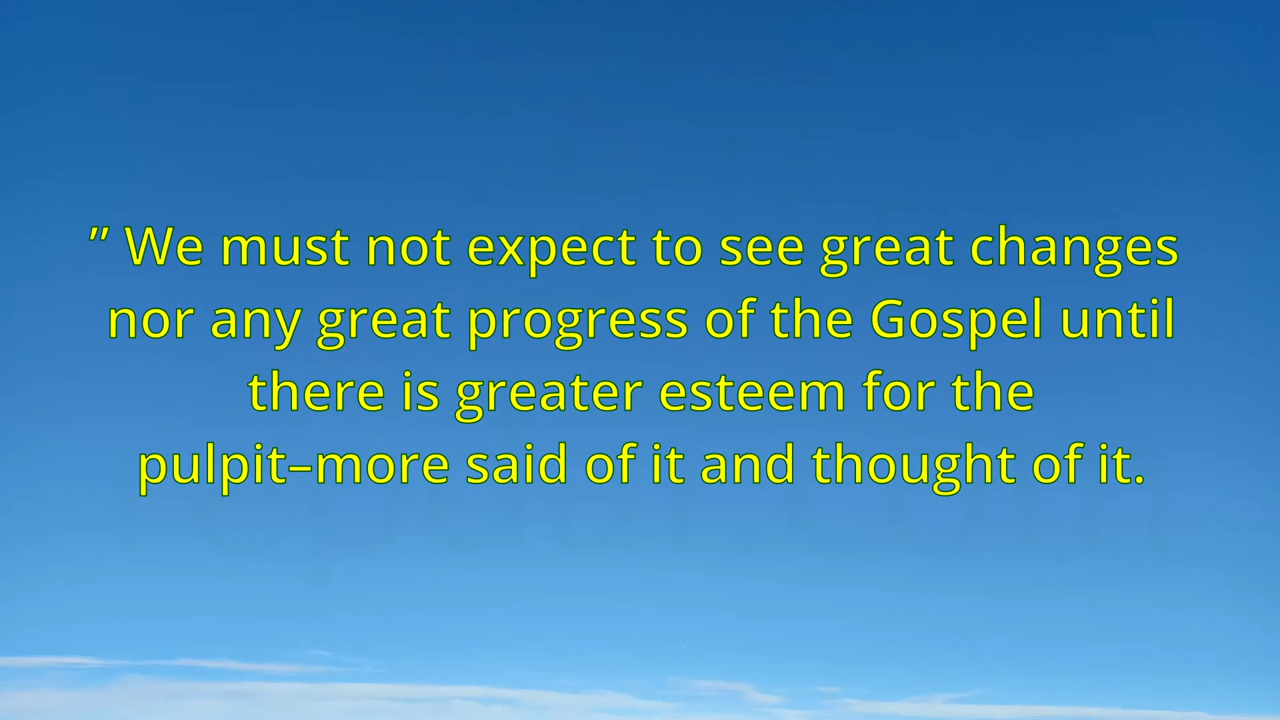 ” We must not expect to see great changes
nor any great progress of the Gospel until
there is greater esteem for the
pulpit–more said of it and thought of it.